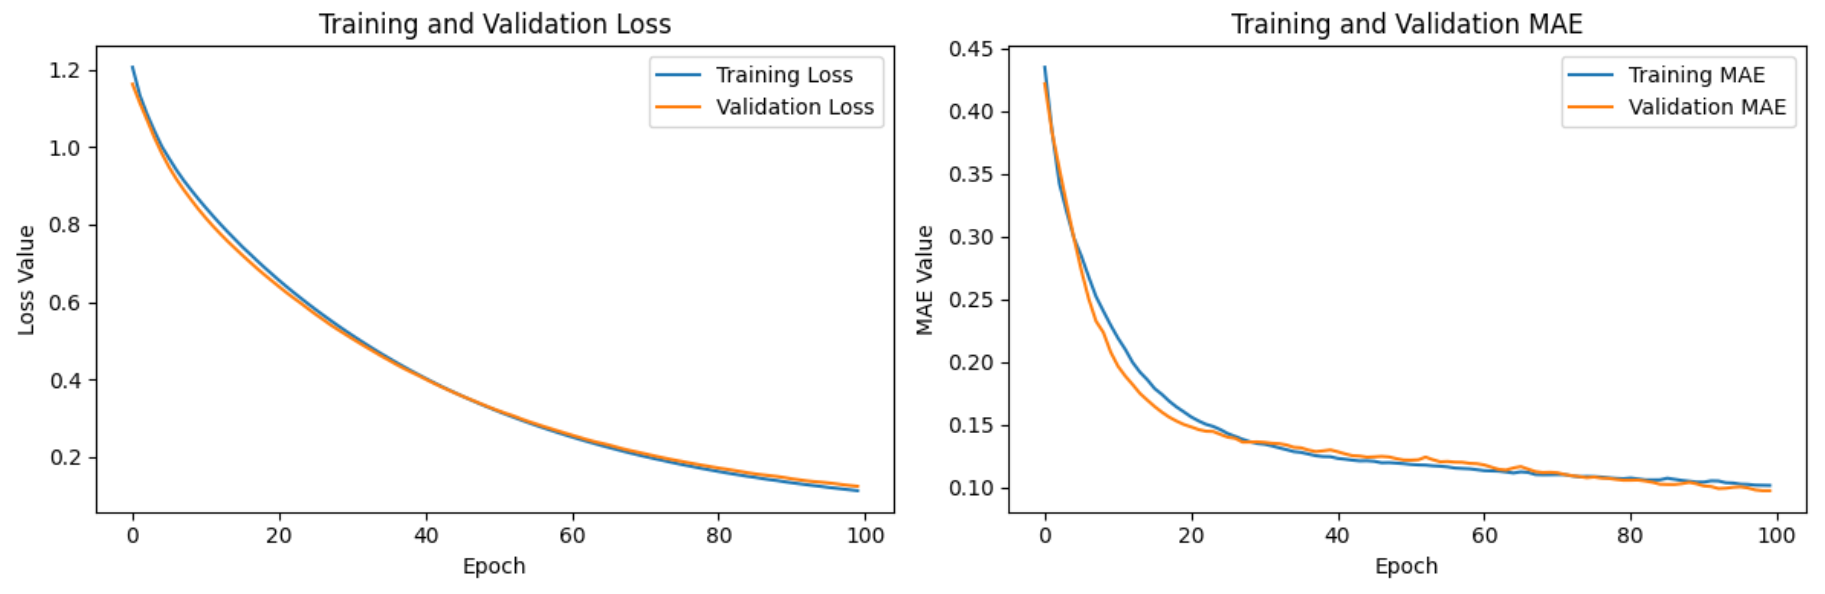 Training and Validation Loss
Training Loss
Validation Loss
1.2
1.0
0.8
0.6
0.4
0.2
Loss Value
0 20 40 60 80 100
Epoch
Training and Validation MAE
Training MAE
Validation MAE
0.45
0.40
0.35
0.30
0.25
0.20
0.15
0.10
MAE Value
0 20 40 60 80 100
Epoch